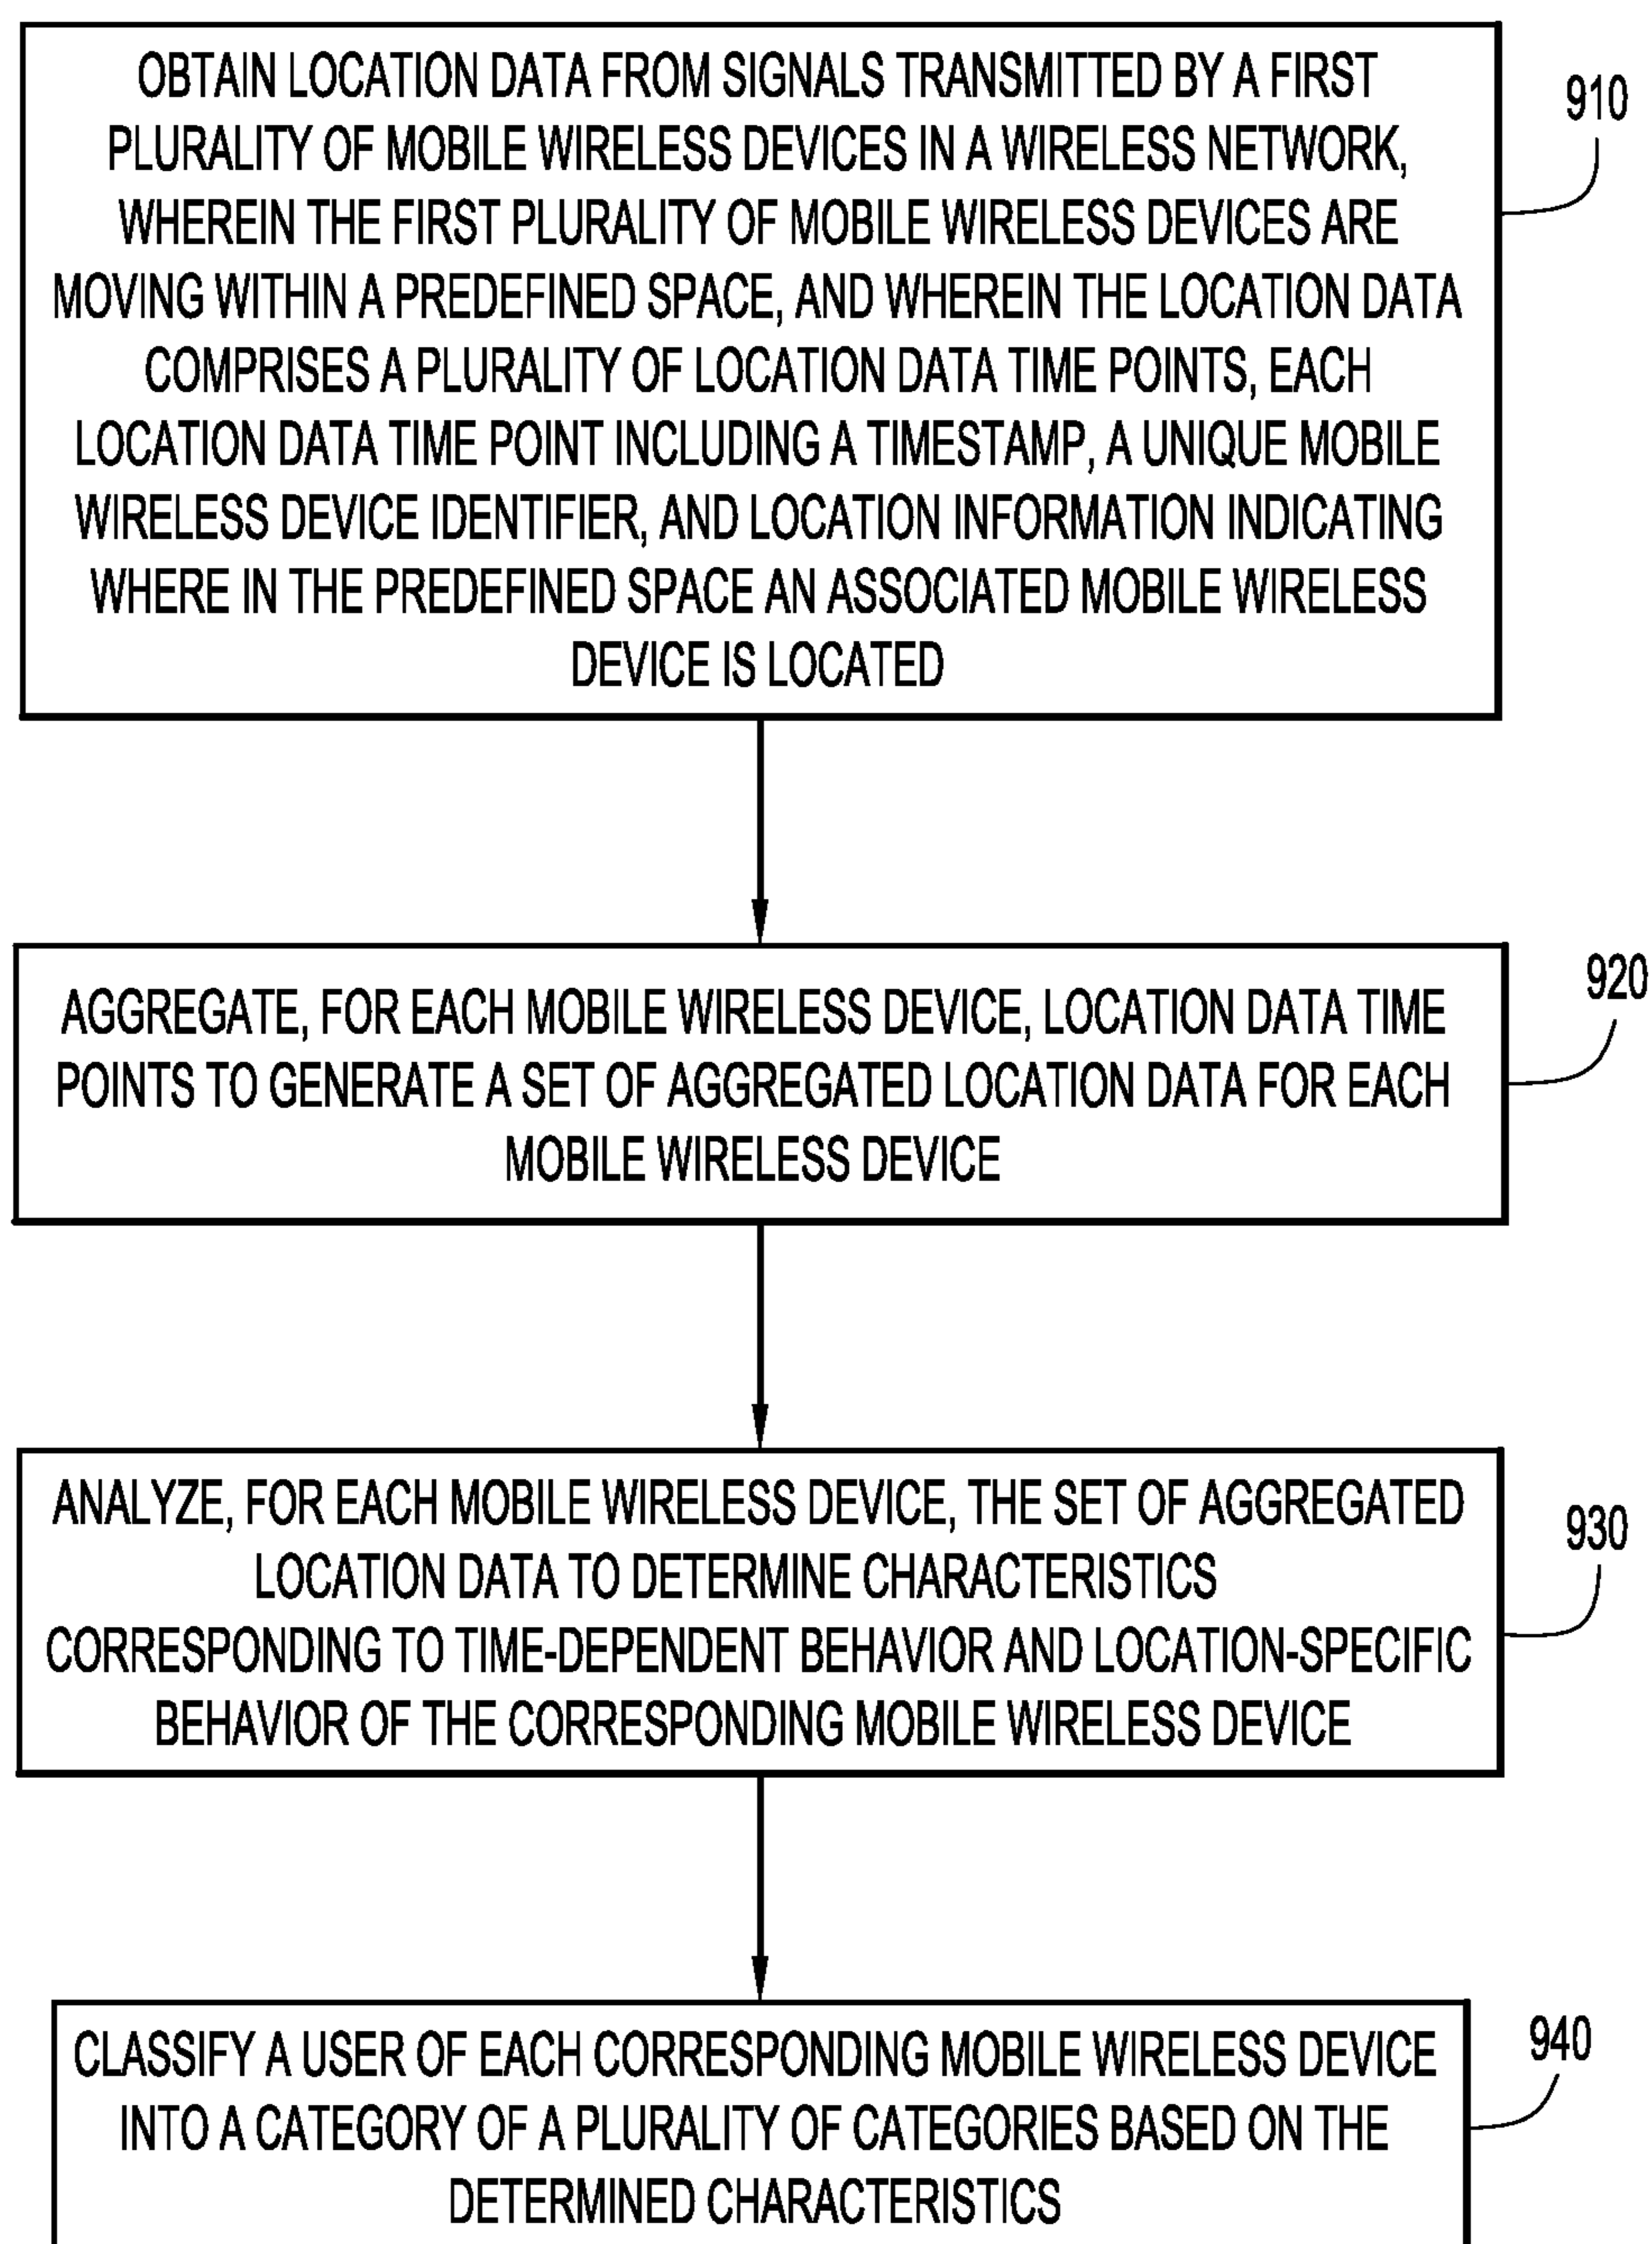 OBTAIN LOCATION DATA FROM SIGNALS TRANSMITTED BY A FIRST
PLURALITY OF MOBILE WIRELESS DEVICES IN A WIRELESS NETWORK,
WHEREIN THE FIRST PLURALITY OF MOBILE WIRELESS DEVICES ARE
MOVING WITHIN A PREDEFINED SPACE, AND WHEREIN THE LOCATION DATA
COMPRISES A PLURALITY OF LOCATION DATA TIME POINTS, EACH
LOCATION DATA TIME POINT INCLUDING A TIMESTAMP, A UNIQUE MOBILE
WIRELESS DEVICE IDENTIFIER, AND LOCATION INFORMATION INDICATING
WHERE IN THE PREDEFINED SPACE AN ASSOCIATED MOBILE WIRELESS
DEVICE IS LOCATED
910
AGGREGATE, FOR EACH MOBILE WIRELESS DEVICE, LOCATION DATA TIME
POINTS TO GENERATE A SET OF AGGREGATED LOCATION DATA FOR EACH
MOBILE WIRELESS DEVICE
920
ANALYZE, FOR EACH MOBILE WIRELESS DEVICE, THE SET OF AGGREGATED
LOCATION DATA TO DETERMINE CHARACTERISTICS
CORRESPONDING TO TIME-DEPENDENT BEHAVIOR AND LOCATION-SPECIFIC
BEHAVIOR OF THE CORRESPONDING MOBILE WIRELESS DEVICE
930
CLASSIFY A USER OF EACH CORRESPONDING MOBILE WIRELESS DEVICE
INTO A CATEGORY OF A PLURALITY OF CATEGORIES BASED ON THE
DETERMINED CHARACTERISTICS
940